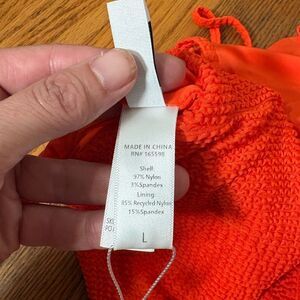 MADE IN CHINA
RN# 165598
Shell:
97% Nylon
3%Spandex
Lining:
85% Recycled Nylon
15%Spandex
L